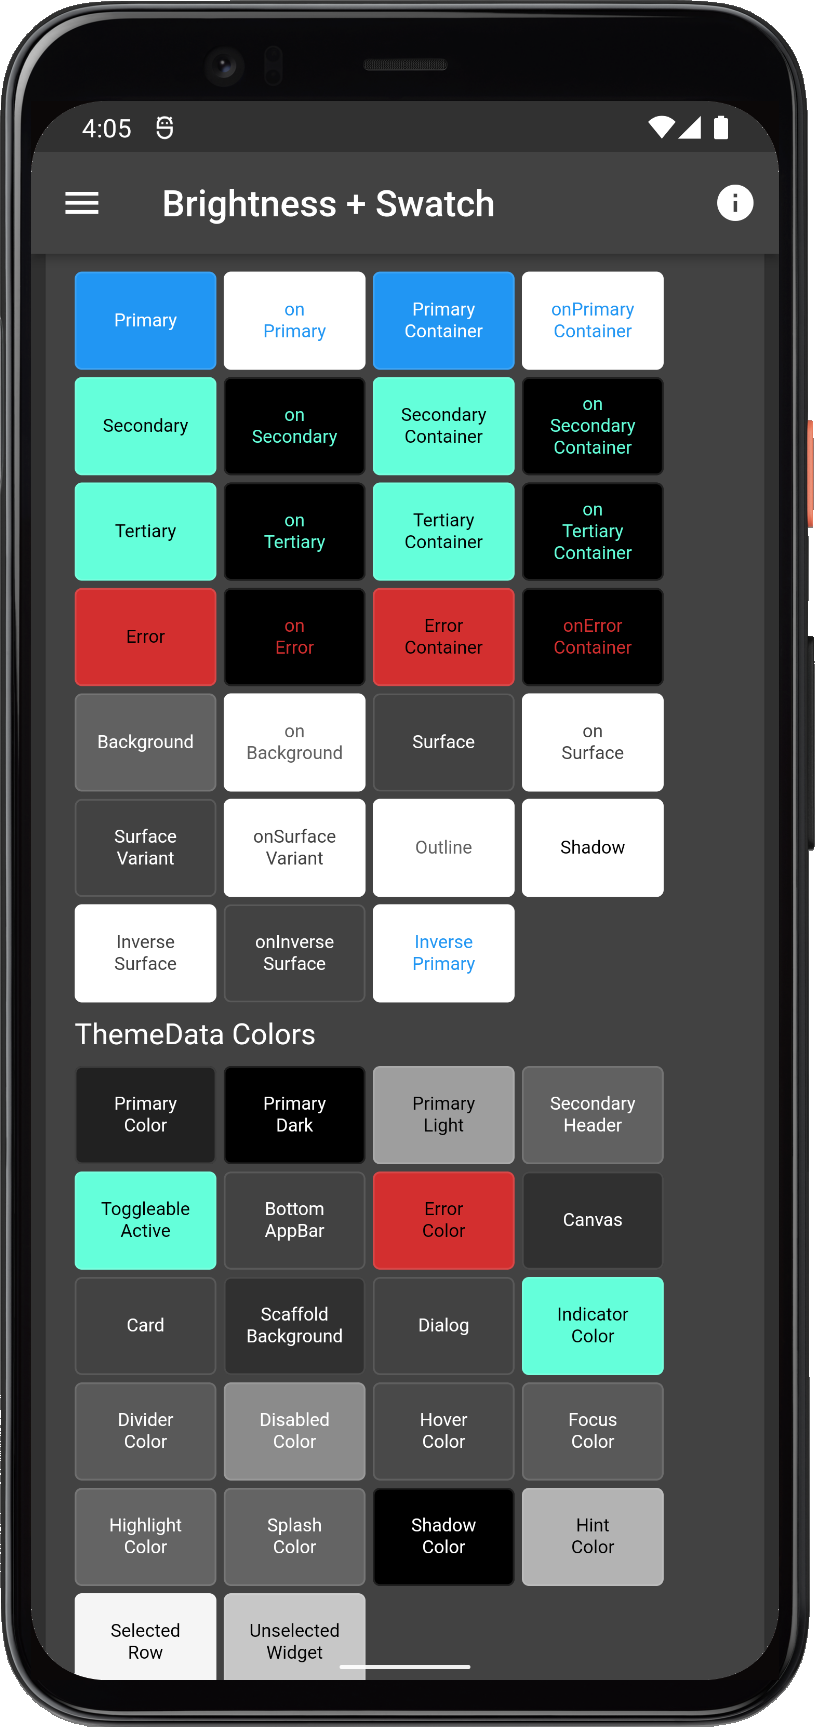 4:05
Brightness + Swatch
Primary
on
Primary
Primary
Container
onPrimary
Container
Secondary
on
Secondary
Secondary
Container
on
Secondary
Container
Tertiary
on
Tertiary
Tertiary
Container
on
Tertiary
Container
Error
on
Error
Error
Container
onError
Container
Background
on
Background
Surface
on
Surface
Surface
Variant
onSurface
Variant
Outline
Shadow
Inverse
Surface
onInverse
Surface
Inverse
Primary
ThemeData Colors
Primary
Color
Primary
Dark
Primary
Light
Secondary
Header
Toggleable
Active
Bottom
AppBar
Error
Color
Canvas
Card
Scaffold
Background
Dialog
Indicator
Color
Divider
Color
Disabled
Color
Hover
Color
Focus
Color
Highlight
Color
Splash
Color
Shadow
Color
Hint
Color
Selected
Row
Unselected
Widget